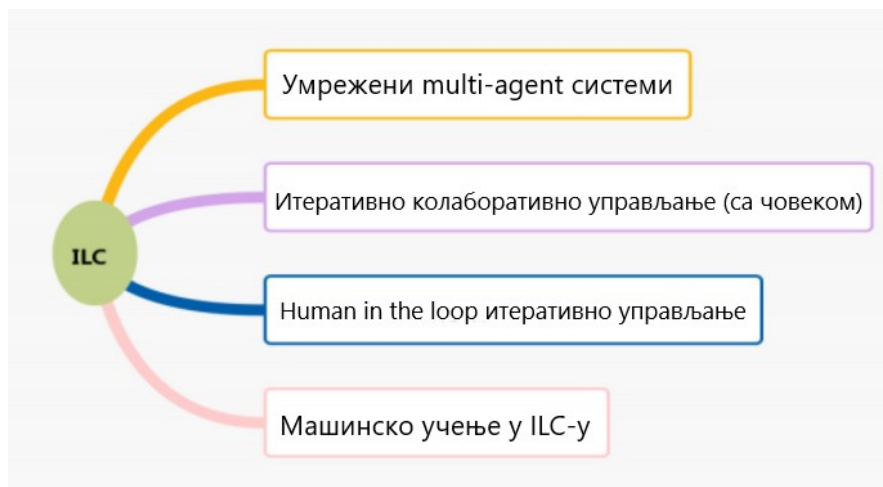 Умрежени multi-agent системи
Итеративно колаборативно управљање (са човеком)
ILC
Human in the loop итеративно управљање
Машинско учење у ILC-у